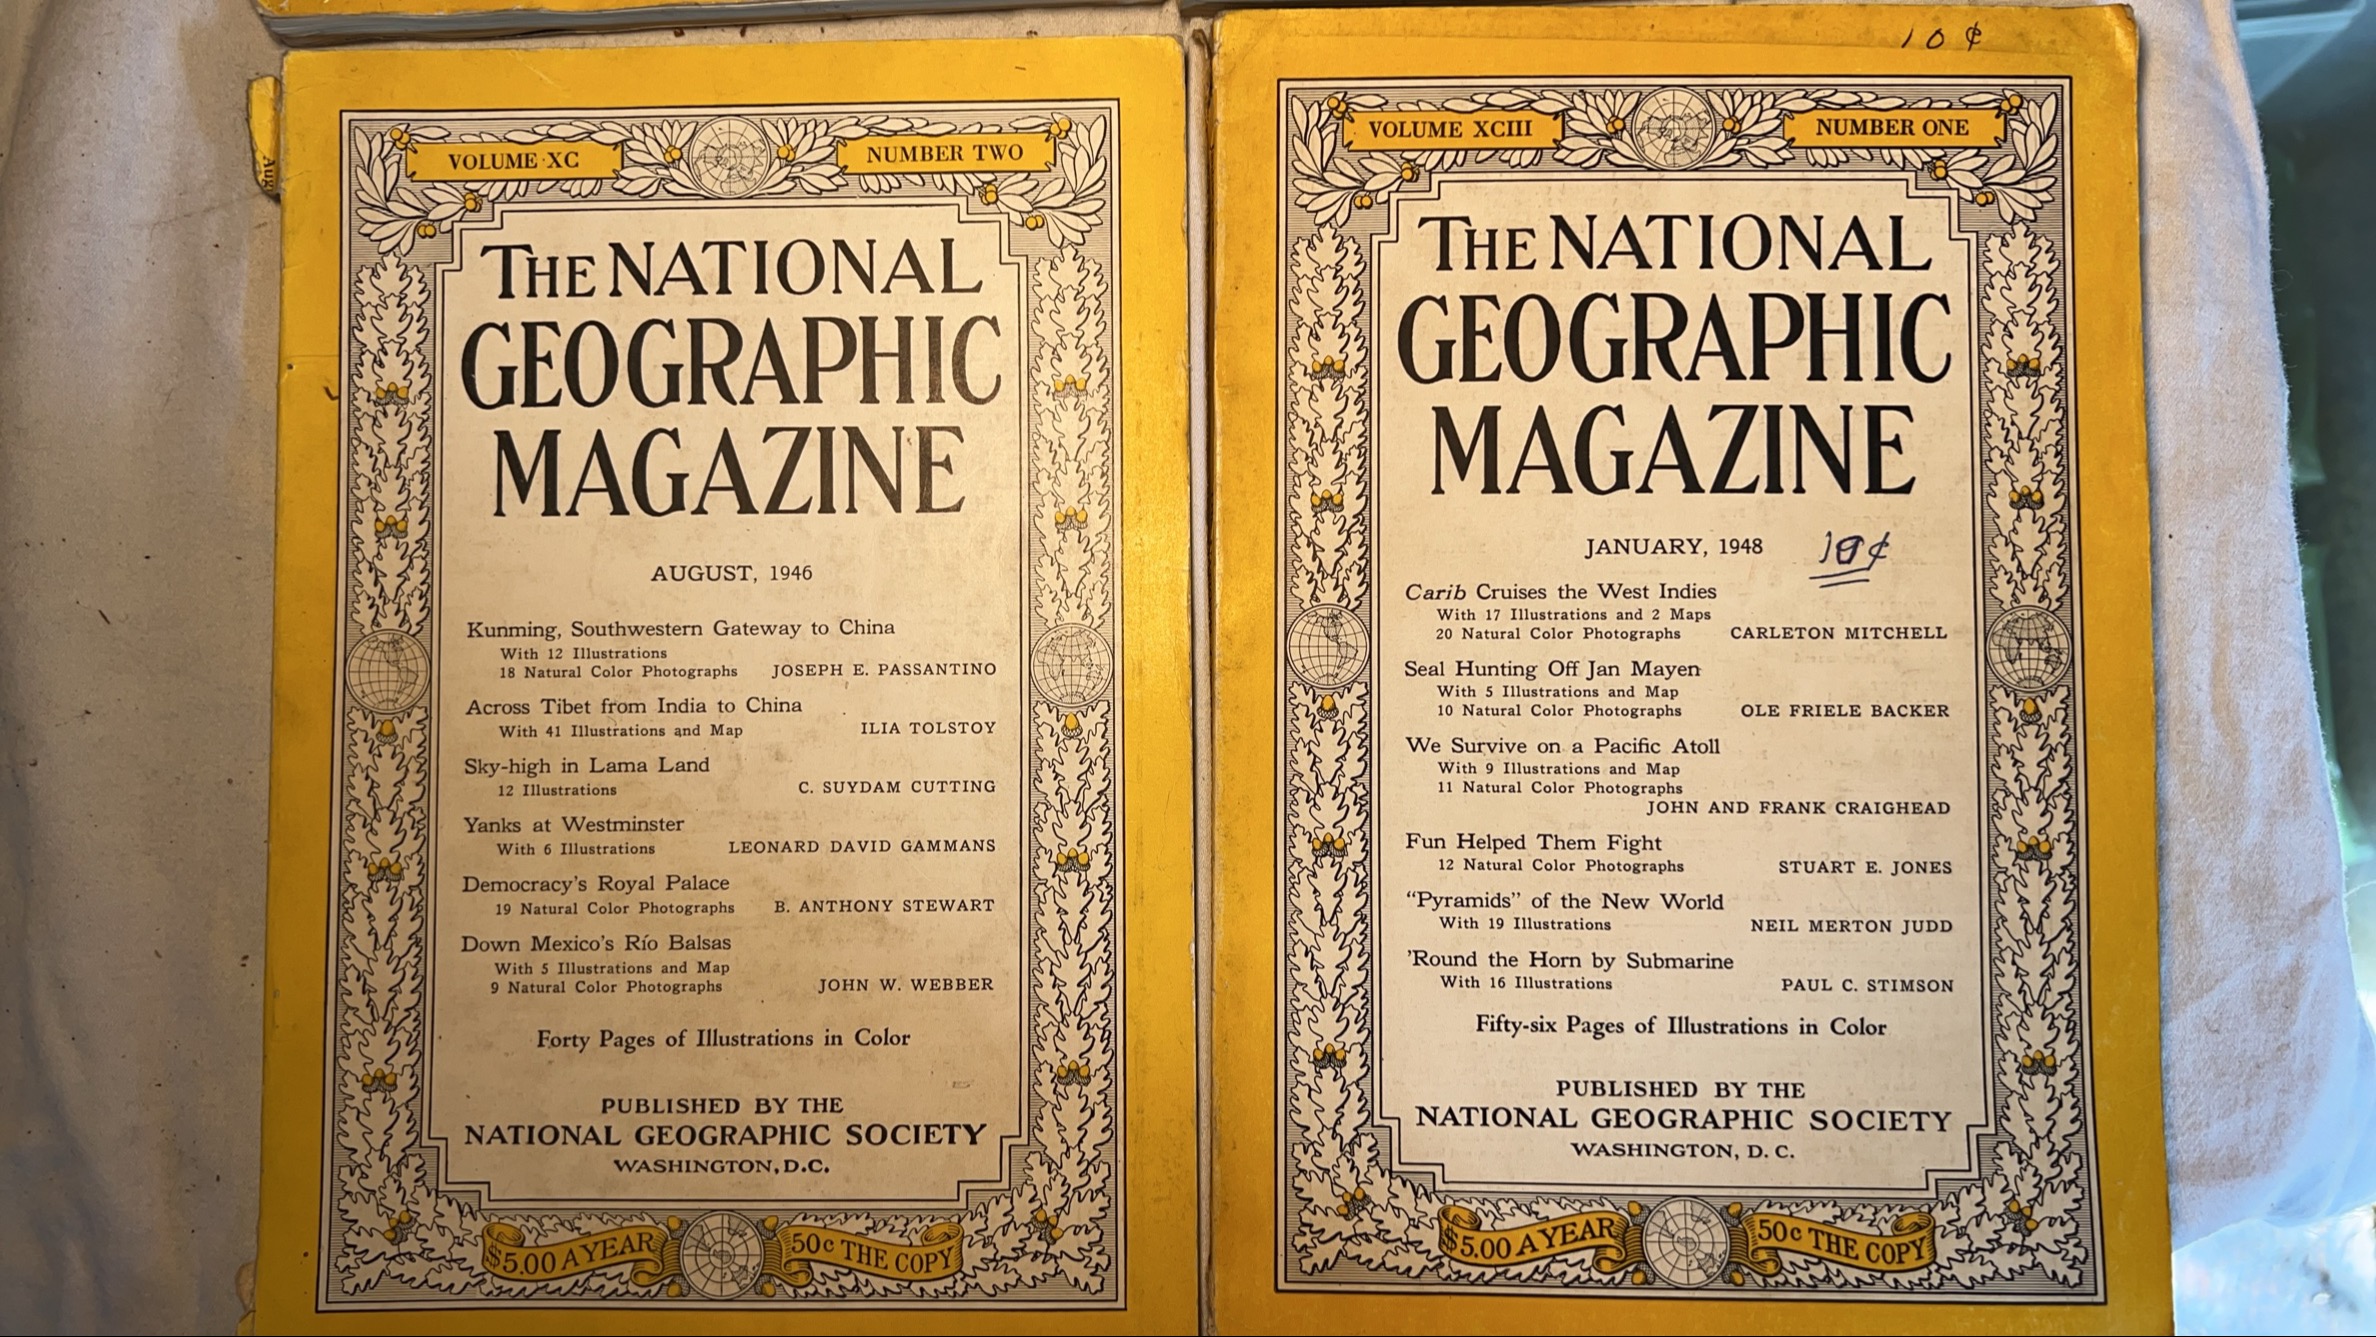 Aug
VOLUME XC
NUMBER TWO
THE NATIONAL
GEOGRAPHIC
MAGAZINE
AUGUST, 1946
Kunming, Southwestern Gateway to China
With 12 Illustrations
18 Natural Color Photographs JOSEPH E. PASSANTINO
Across Tibet from India to China
With 41 Illustrations and Map ILIA TOLSTOY
Sky-high in Lama Land
12 Illustrations C. SUYDAM CUTTING
Yanks at Westminster
With 6 Illustrations LEONARD DAVID GAMMANS
Democracy's Royal Palace
19 Natural Color Photographs B. ANTHONY STEWART
Down Mexico's Río Balsas
With 5 Illustrations and Map
9 Natural Color Photographs JOHN W. WEBBER
Forty Pages of Illustrations in Color
PUBLISHED BY THE
NATIONAL GEOGRAPHIC SOCIETY
WASHINGTON, D.C.
$5.00 A YEAR
50c THE COPY
10 ¢
VOLUME XCIII
NUMBER ONE
THE NATIONAL
GEOGRAPHIC
MAGAZINE
JANUARY, 1948 10¢
Carib Cruises the West Indies
With 17 Illustrations and 2 Maps
20 Natural Color Photographs CARLETON MITCHELL
Seal Hunting Off Jan Mayen
With 5 Illustrations and Map
10 Natural Color Photographs OLE FRIELE BACKER
We Survive on a Pacific Atoll
With 9 Illustrations and Map
11 Natural Color Photographs
JOHN AND FRANK CRAIGHEAD
Fun Helped Them Fight
12 Natural Color Photographs STUART E. JONES
"Pyramids" of the New World
With 19 Illustrations NEIL MERTON JUDD
'Round the Horn by Submarine
With 16 Illustrations PAUL C. STIMSON
Fifty-six Pages of Illustrations in Color
PUBLISHED BY THE
NATIONAL GEOGRAPHIC SOCIETY
WASHINGTON, D. C.
$5.00 A YEAR
50c THE COPY